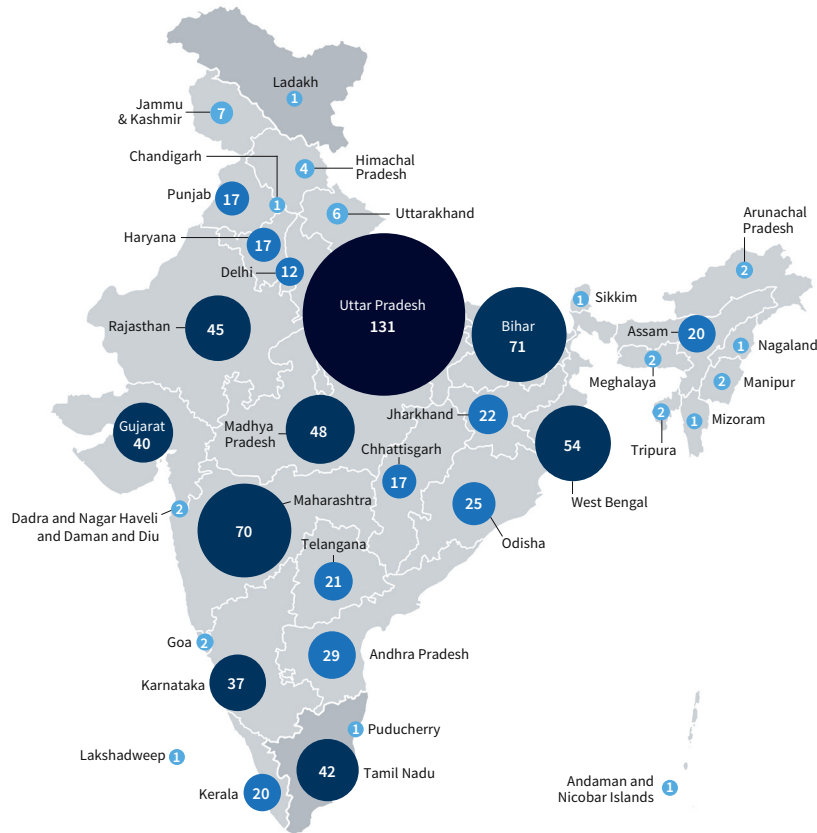 Ladakh
1
Jammu
& Kashmir
7
Chandigarh
1
Himachal
Pradesh
4
Punjab
17
Uttarakhand
6
Haryana
17
Delhi
12
Arunachal
Pradesh
2
Uttar Pradesh
131
Sikkim
1
Rajasthan
45
Bihar
71
Assam
20
Nagaland
1
Meghalaya
2
Manipur
2
Gujarat
40
Madhya
Pradesh
48
Jharkhand
22
Tripura
2
Mizoram
1
Chhattisgarh
17
54
West Bengal
Maharashtra
70
Dadra and Nagar Haveli
and Daman and Diu
2
25
Odisha
Telangana
21
Goa
2
Andhra Pradesh
29
Karnataka
37
Puducherry
1
Lakshadweep
1
Tamil Nadu
42
Kerala
20
Andaman and
Nicobar Islands
1